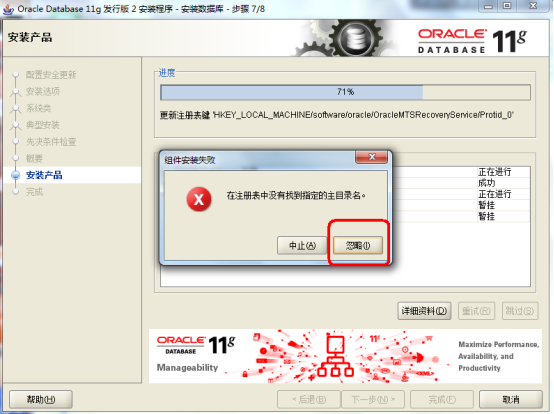 Oracle Database 11g 发行版 2 安装程序 - 安装数据库 - 步骤 7/8
安装产品
ORACLE 11g
DATABASE
配置安全更新
安装选项
系统类
典型安装
先决条件检查
概要
安装产品
完成
进度
71%
更新注册表键 'HKEY_LOCAL_MACHINE/software/oracle/OracleMTSRecoveryService/Protid_0'
组件安装失败
在注册表中没有找到指定的主目录名。
中止(A)
忽略(I)
正在进行
成功
正在进行
暂挂
暂挂
详细资料(D)
重试(R)
跳过(S)
ORACLE 11g
DATABASE
Manageability
11g
Maximize Performance,
Availability, and
Productivity
帮助(H)
< 后退(B)
下一步(N) >
完成(F)
取消